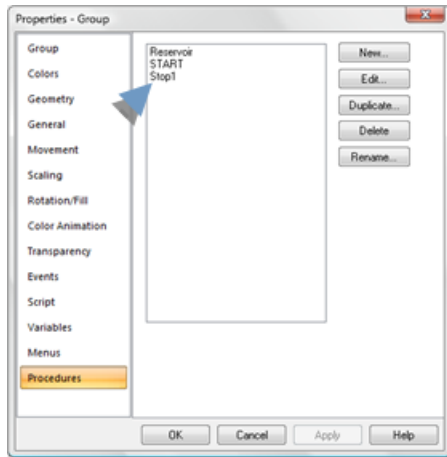 Properties - Group
Group
Colors
Geometry
General
Movement
Scaling
Rotation/Fill
Color Animation
Transparency
Events
Script
Variables
Menus
Procedures
Reservoir
START
Stop1
New...
Edit...
Duplicate...
Delete
Rename...
OK
Cancel
Apply
Help